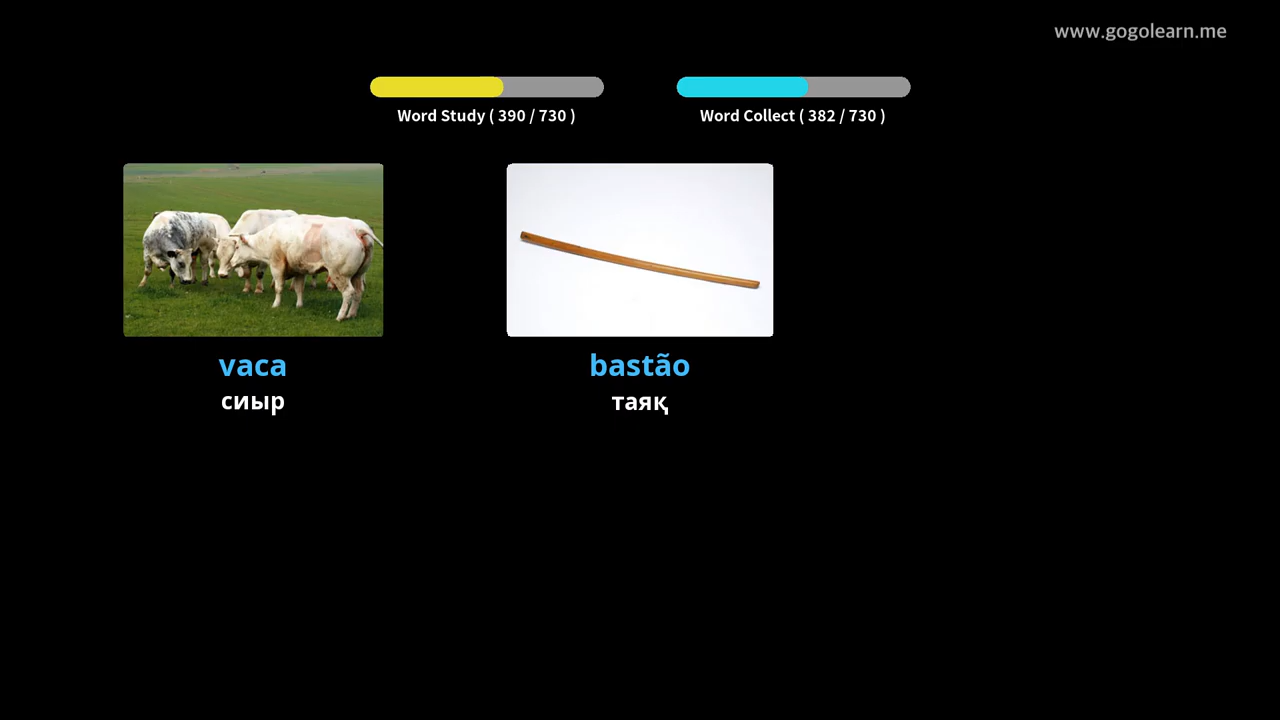 www.gogolearn.me
Word Study ( 390 / 730 )
Word Collect ( 382 / 730 )
vaca
сиыр
bastão
таяқ